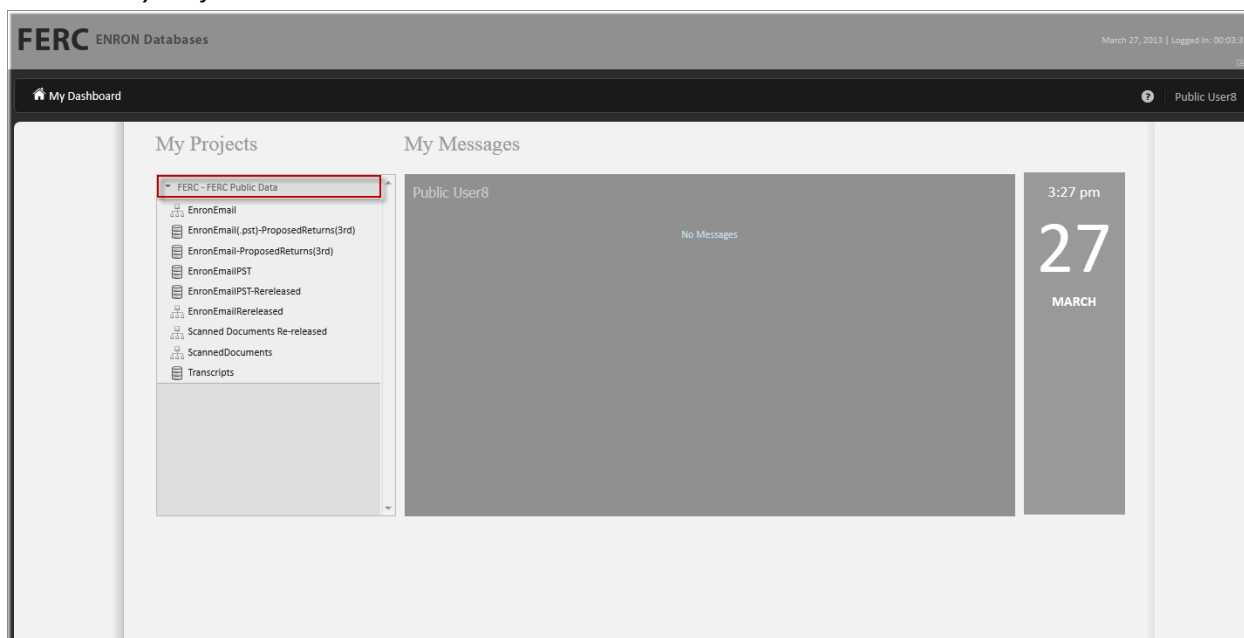 FERC ENRON Databases
March 27, 2013 | Logged In: 00:03:3
My Dashboard
Public User8
My Projects
My Messages
FERC - FERC Public Data
EnronEmail
EnronEmail(.pst)-ProposedReturns(3rd)
EnronEmail-ProposedReturns(3rd)
EnronEmailPST
EnronEmailPST-Rereleased
EnronEmailRereleased
Scanned Documents Re-released
ScannedDocuments
Transcripts
Public User8
No Messages
3:27 pm
27
MARCH